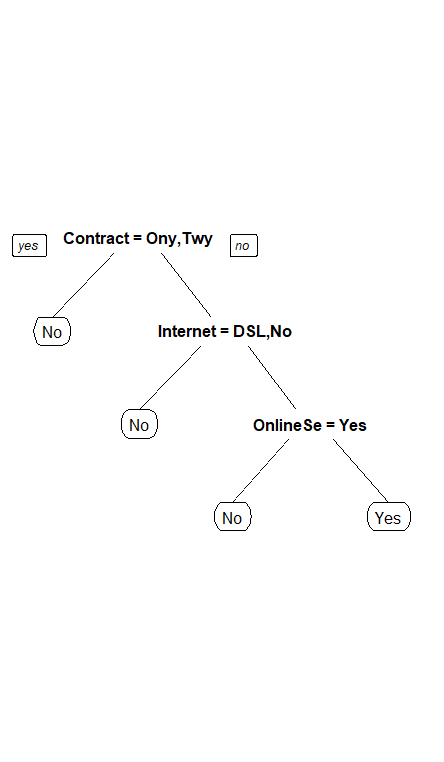 yes
Contract = Ony,Twy
no
No
Internet = DSL,No
No
OnlineSe = Yes
No
Yes